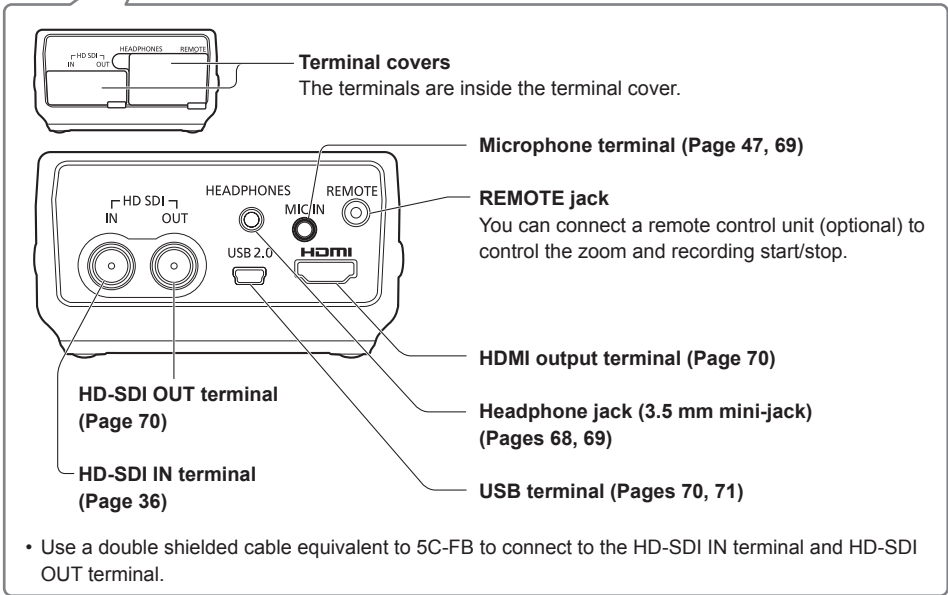 HEADPHONES REMOTE
HD SDI
IN OUT
Terminal covers
The terminals are inside the terminal cover.
Microphone terminal (Page 47, 69)
HEADPHONES REMOTE
HD SDI MIC IN
IN OUT
USB 2.0 HDMI
REMOTE jack
You can connect a remote control unit (optional) to
control the zoom and recording start/stop.
HDMI output terminal (Page 70)
HD-SDI OUT terminal
(Page 70)
Headphone jack (3.5 mm mini-jack)
(Pages 68, 69)
HD-SDI IN terminal
(Page 36)
USB terminal (Pages 70, 71)
• Use a double shielded cable equivalent to 5C-FB to connect to the HD-SDI IN terminal and HD-SDI
OUT terminal.